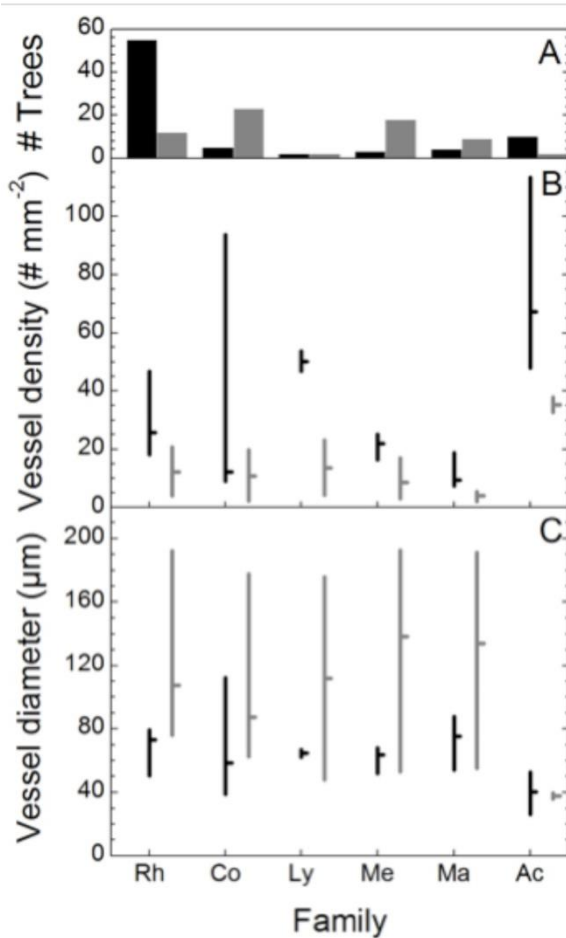 # Trees
60
40
20
0
A
Vessel density (# mm⁻²)
100
80
60
40
20
0
B
Vessel diameter (µm)
200
160
120
80
40
0
C
Rh Co Ly Me Ma Ac
Family